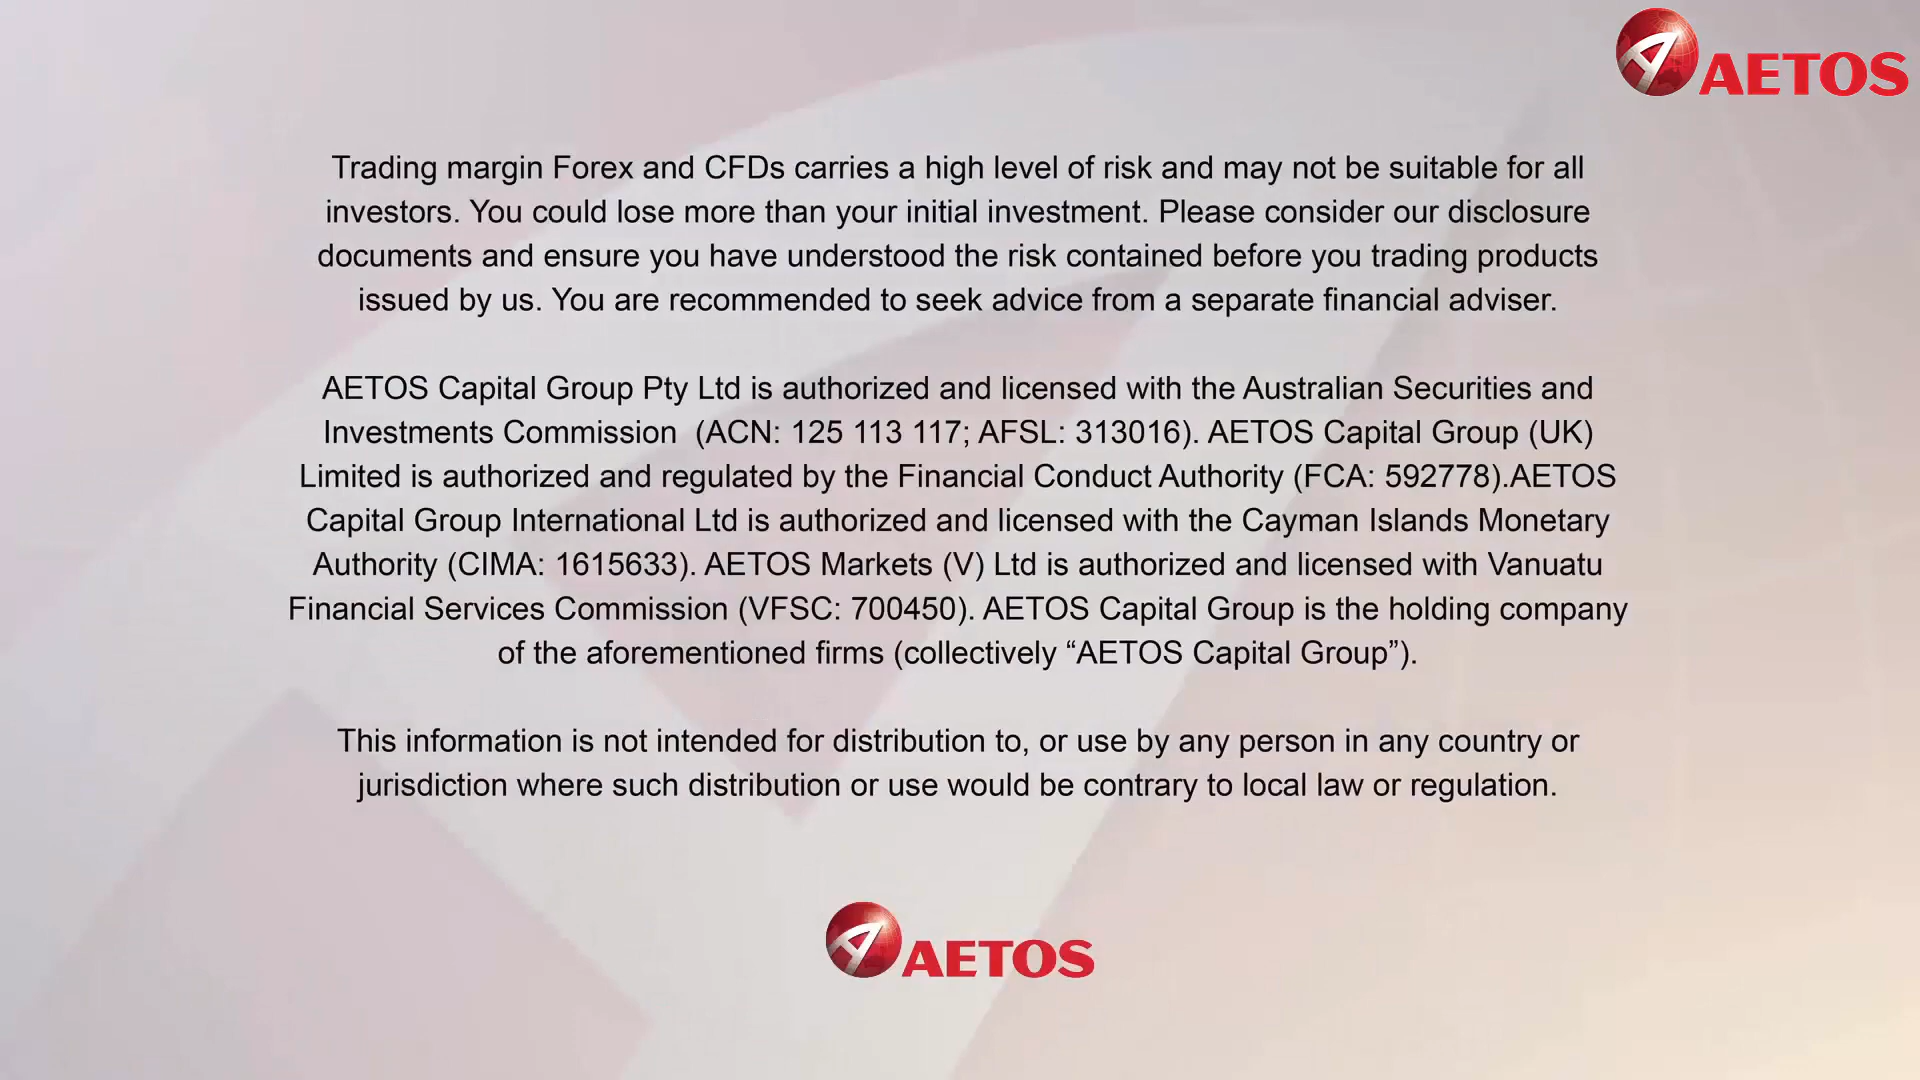 AETOS
Trading margin Forex and CFDs carries a high level of risk and may not be suitable for all
investors. You could lose more than your initial investment. Please consider our disclosure
documents and ensure you have understood the risk contained before you trading products
issued by us. You are recommended to seek advice from a separate financial adviser.
AETOS Capital Group Pty Ltd is authorized and licensed with the Australian Securities and
Investments Commission  (ACN: 125 113 117; AFSL: 313016). AETOS Capital Group (UK)
Limited is authorized and regulated by the Financial Conduct Authority (FCA: 592778).AETOS
Capital Group International Ltd is authorized and licensed with the Cayman Islands Monetary
Authority (CIMA: 1615633). AETOS Markets (V) Ltd is authorized and licensed with Vanuatu
Financial Services Commission (VFSC: 700450). AETOS Capital Group is the holding company
of the aforementioned firms (collectively “AETOS Capital Group”).
This information is not intended for distribution to, or use by any person in any country or
jurisdiction where such distribution or use would be contrary to local law or regulation.
AETOS